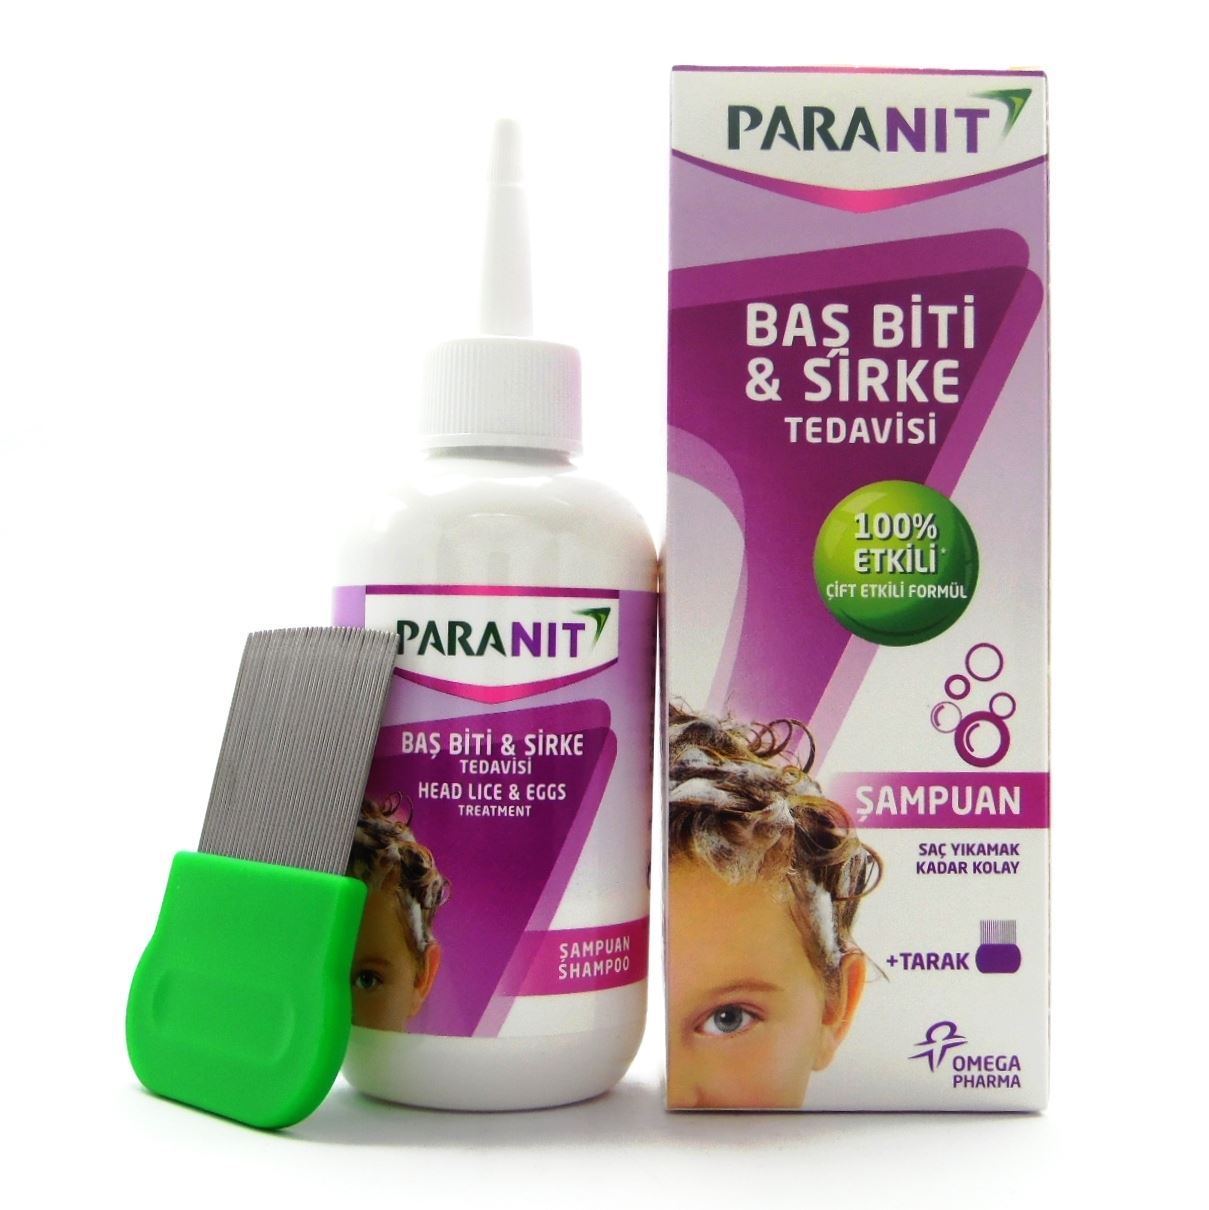 PARANIT
BAŞ BİTİ & SİRKE
TEDAVİSİ
HEAD LICE & EGGS
TREATMENT
ŞAMPUAN
SHAMPOO
PARANIT
BAŞ BİTİ
& SİRKE
TEDAVİSİ
100%
ETKİLİ*
ÇİFT ETKİLİ FORMÜL
ŞAMPUAN
SAÇ YIKAMAK
KADAR KOLAY
+TARAK
OMEGA
PHARMA